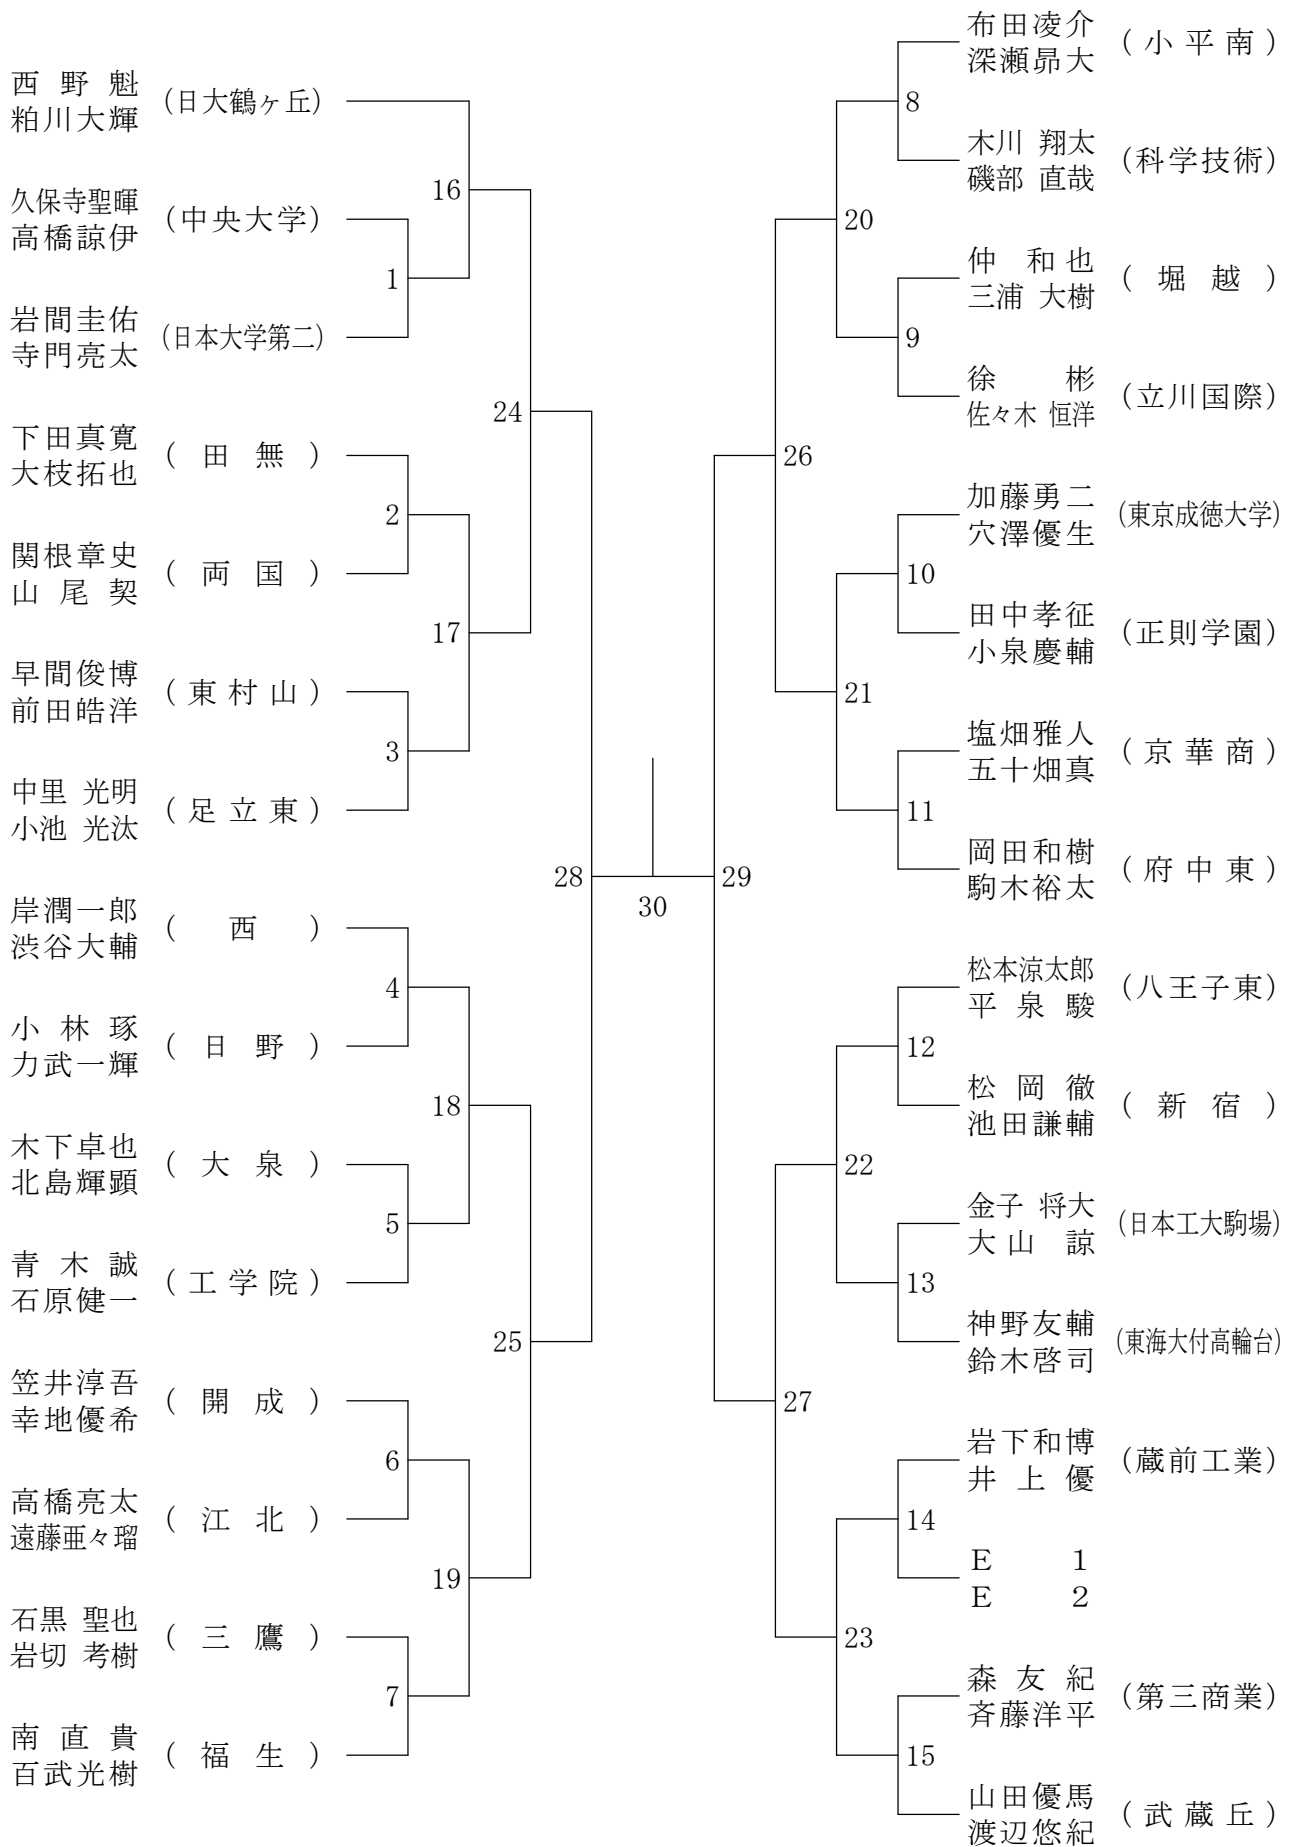 西野魁
粕川大輝
(日大鶴ヶ丘)
久保寺聖暉
高橋諒伊
(中央大学)
岩間圭佑
寺門亮太
(日本大学第二)
下田真寛
大枝拓也
(田無)
関根章史
山尾契
(両国)
早間俊博
前田皓洋
(東村山)
中里 光明
小池 光汰
(足立東)
岸潤一郎
渋谷大輔
(西)
小林琢
力武一輝
(日野)
木下卓也
北島輝顕
(大泉)
青木誠
石原健一
(工学院)
笠井淳吾
幸地優希
(開成)
高橋亮太
遠藤亜々瑠
(江北)
石黒 聖也
岩切 考樹
(三鷹)
南直貴
百武光樹
(福生)
1
2
3
4
5
6
7
16
17
18
19
24
25
28
30
29
26
27
20
21
22
23
8
9
10
11
12
13
14
15
布田凌介
深瀬昴大
(小平南)
木川 翔太
磯部 直哉
(科学技術)
仲 和也
三浦 大樹
(堀越)
徐 彬
佐々木 恒洋
(立川国際)
加藤勇二
穴澤優生
(東京成徳大学)
田中孝征
小泉慶輔
(正則学園)
塩畑雅人
五十畑真
(京華商)
岡田和樹
駒木裕太
(府中東)
松本涼太郎
平泉駿
(八王子東)
松岡徹
池田謙輔
(新宿)
金子 将大
大山 諒
(日本工大駒場)
神野友輔
鈴木啓司
(東海大付高輪台)
岩下和博
井上優
(蔵前工業)
E 1
E 2
森友紀
斉藤洋平
(第三商業)
山田優馬
渡辺悠紀
(武蔵丘)